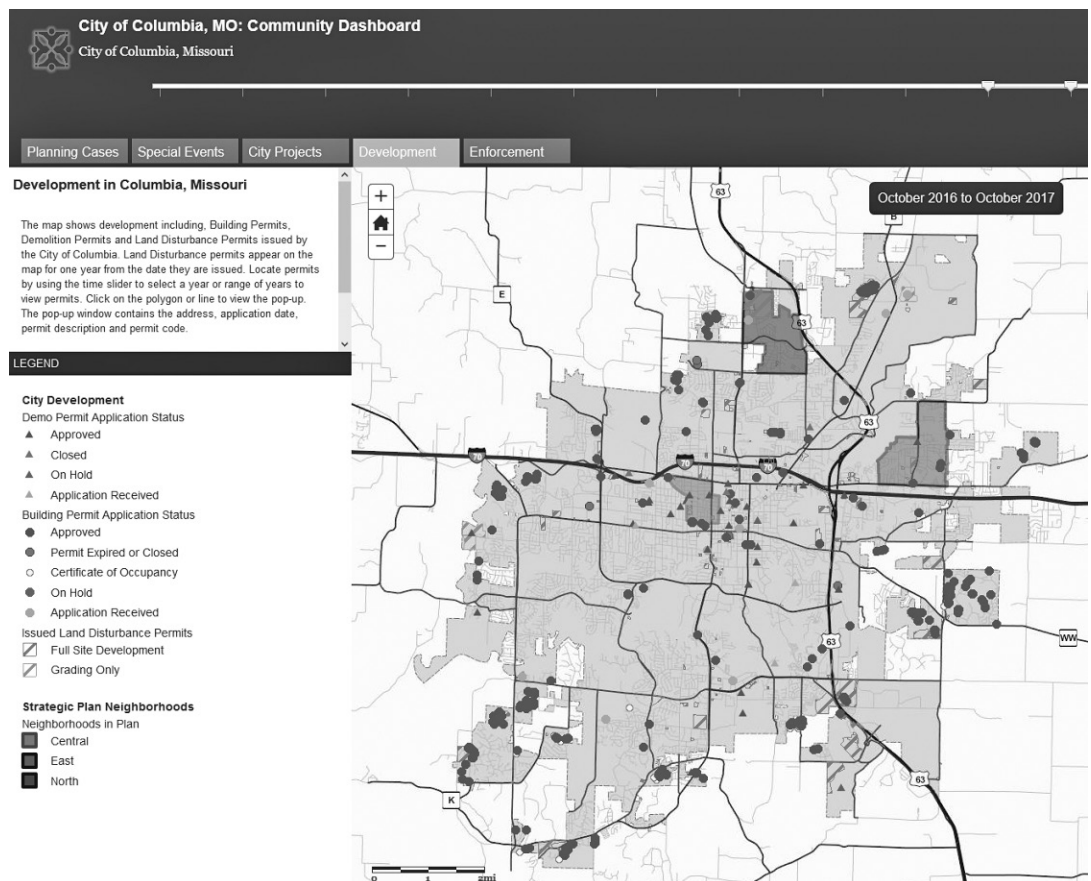 City of Columbia, MO: Community Dashboard
City of Columbia, Missouri
Planning Cases
Special Events
City Projects
Development
Enforcement
Development in Columbia, Missouri
The map shows development including, Building Permits,
Demolition Permits and Land Disturbance Permits issued by
the City of Columbia. Land Disturbance permits appear on the
map for one year from the date they are issued. Locate permits
by using the time slider to select a year or range of years to
view permits. Click on the polygon or line to view the pop-up.
The pop-up window contains the address, application date,
permit description and permit code.
LEGEND
City Development
Demo Permit Application Status
Approved
Closed
On Hold
Application Received
Building Permit Application Status
Approved
Permit Expired or Closed
Certificate of Occupancy
On Hold
Application Received
Issued Land Disturbance Permits
Full Site Development
Grading Only
Strategic Plan Neighborhoods
Neighborhoods in Plan
Central
East
North
+
−
October 2016 to October 2017
63
B
E
63
63
70
70
70
63
WW
63
K
0 1 2mi